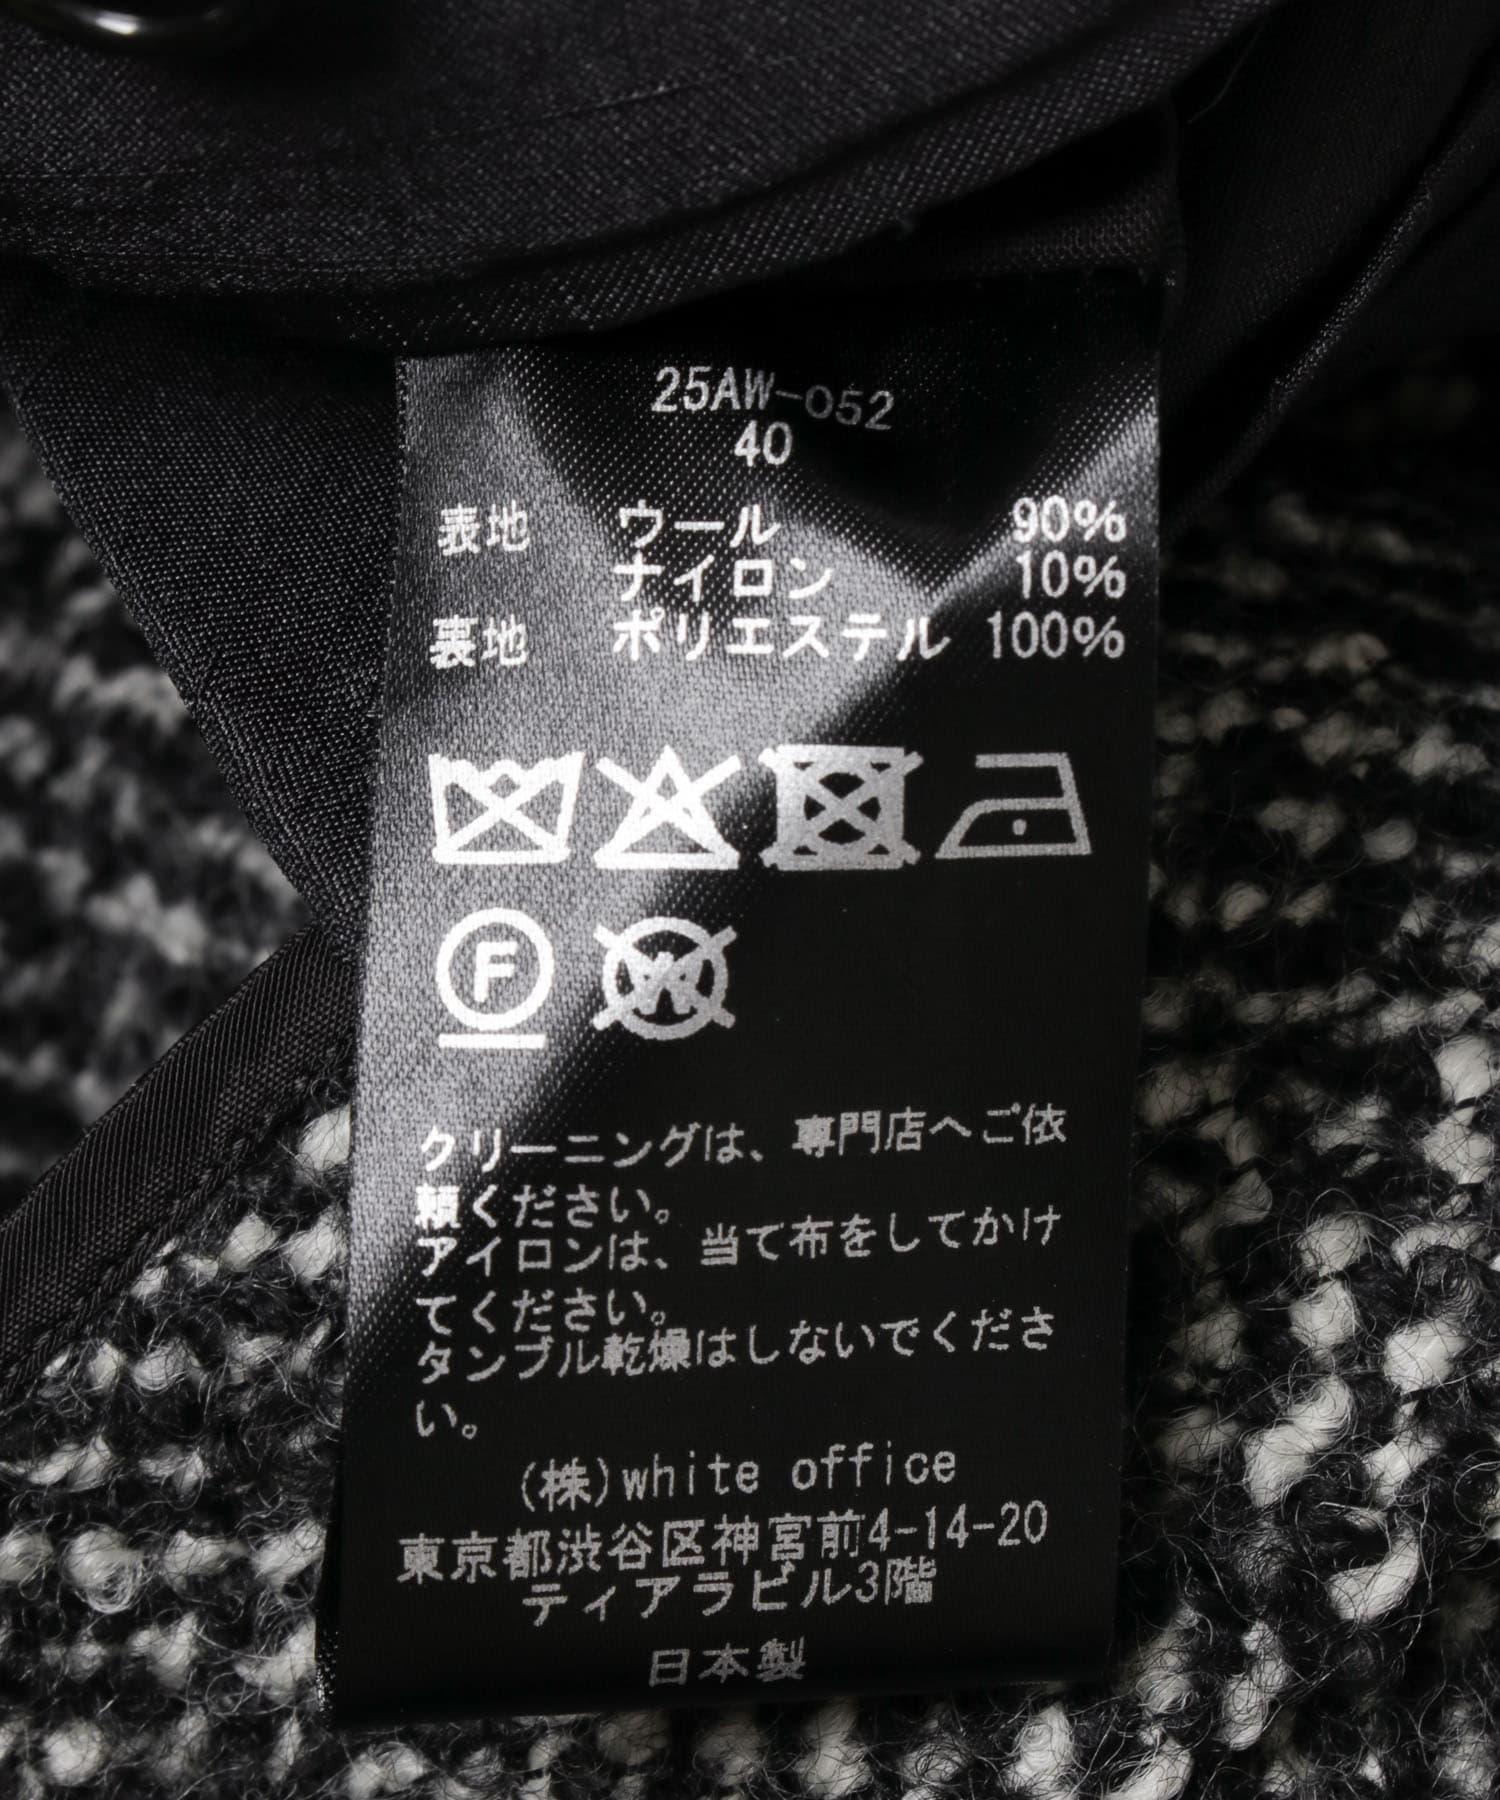 25AW-052
40
表地 ウール 90%
ナイロン 10%
裏地 ポリエステル 100%
F
W
クリーニングは、専門店へご依
頼ください。
アイロンは、当て布をしてかけ
てください。
タンブル乾燥はしないでくださ
い。
(株)white office
東京都渋谷区神宮前4-14-20
ティアラビル3階
日本製